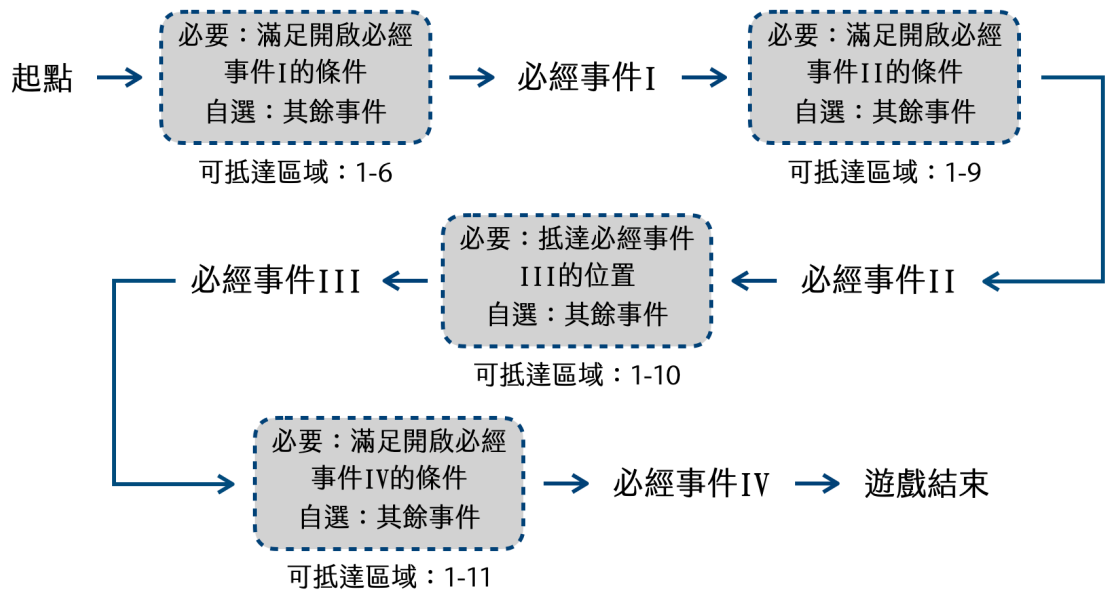 起點
必要：滿足開啟必經
事件I的條件
自選：其餘事件
可抵達區域：1-6
必經事件I
必要：滿足開啟必經
事件II的條件
自選：其餘事件
可抵達區域：1-9
必經事件II
必要：抵達必經事件
III的位置
自選：其餘事件
可抵達區域：1-10
必經事件III
必要：滿足開啟必經
事件IV的條件
自選：其餘事件
可抵達區域：1-11
必經事件IV
遊戲結束